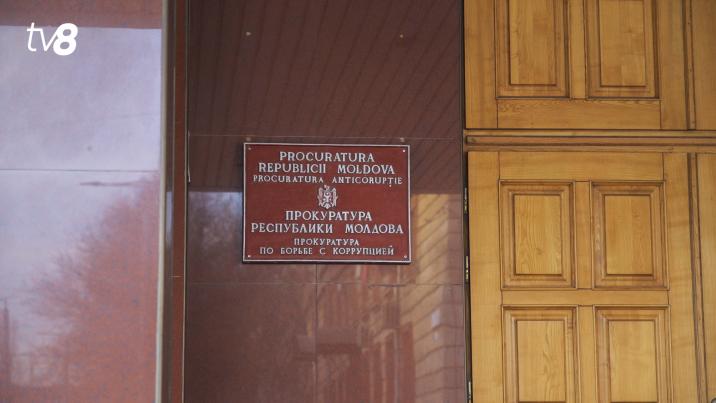 tv8
PROCURATURA
REPUBLICII MOLDOVA
PROCURATURA ANTICORUPȚIE
ПРОКУРАТУРА
РЕСПУБЛИКИ МОЛДОВА
ПРОКУРАТУРА
ПО БОРЬБЕ С КОРРУПЦИЕЙ